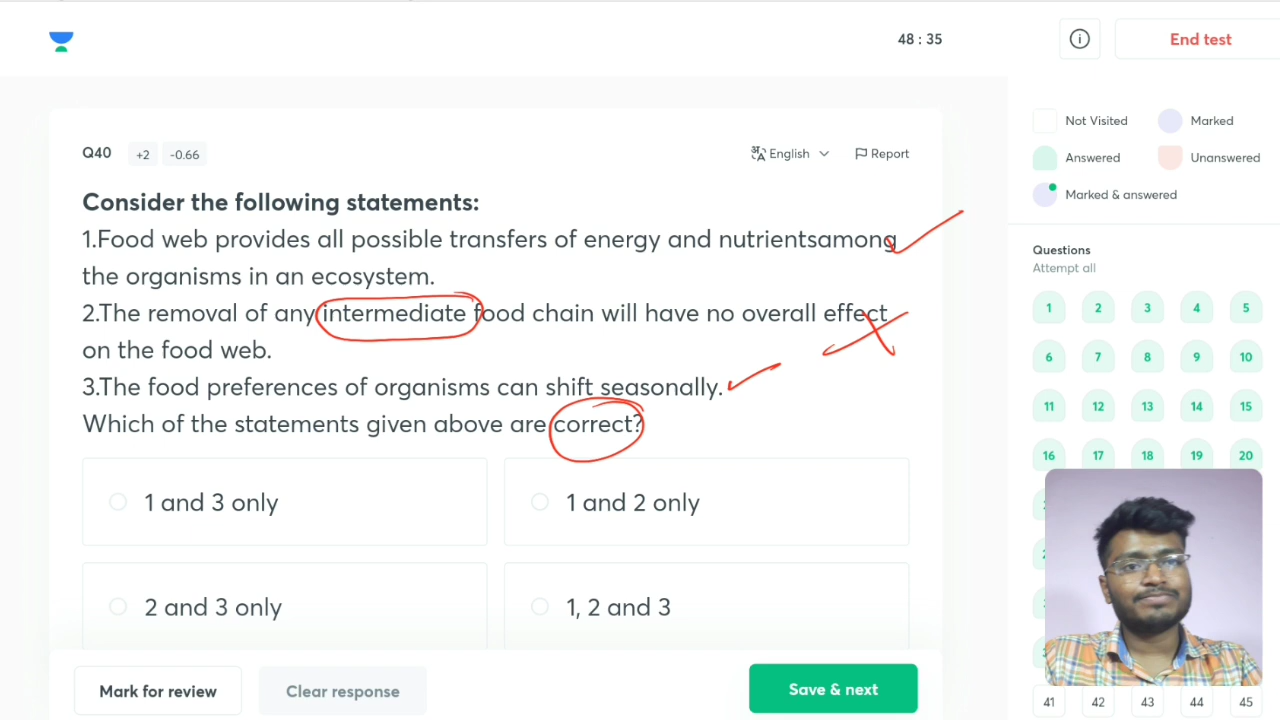 48 : 35
End test
Q40
+2
-0.66
English
Report
Consider the following statements:
1.Food web provides all possible transfers of energy and nutrientsamong
the organisms in an ecosystem.
2.The removal of any intermediate food chain will have no overall effect
on the food web.
3.The food preferences of organisms can shift seasonally.
Which of the statements given above are correct?
1 and 3 only
1 and 2 only
2 and 3 only
1, 2 and 3
Mark for review
Clear response
Save & next
Not Visited
Marked
Answered
Unanswered
Marked & answered
Questions
Attempt all
1 2 3 4 5
6 7 8 9 10
11 12 13 14 15
16 17 18 19 20
41 42 43 44 45